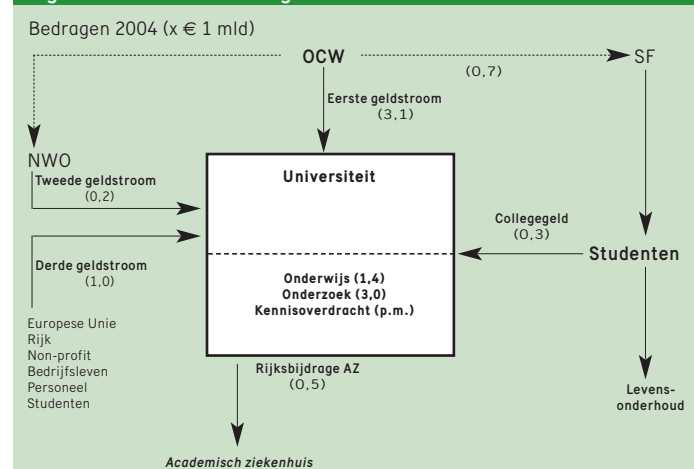 Bedragen 2004 (x € 1 mld)
OCW
SF
(0,7)
Eerste geldstroom
(3,1)
NWO
Tweede geldstroom
(0,2)
Universiteit
Collegegeld
(0,3)
Studenten
Derde geldstroom
(1,0)
Onderwijs (1,4)
Onderzoek (3,0)
Kennisoverdracht (p.m.)
Europese Unie
Rijk
Non-profit
Bedrijfsleven
Personeel
Studenten
Rijksbijdrage AZ
(0,5)
Levens-
onderhoud
Academisch ziekenhuis